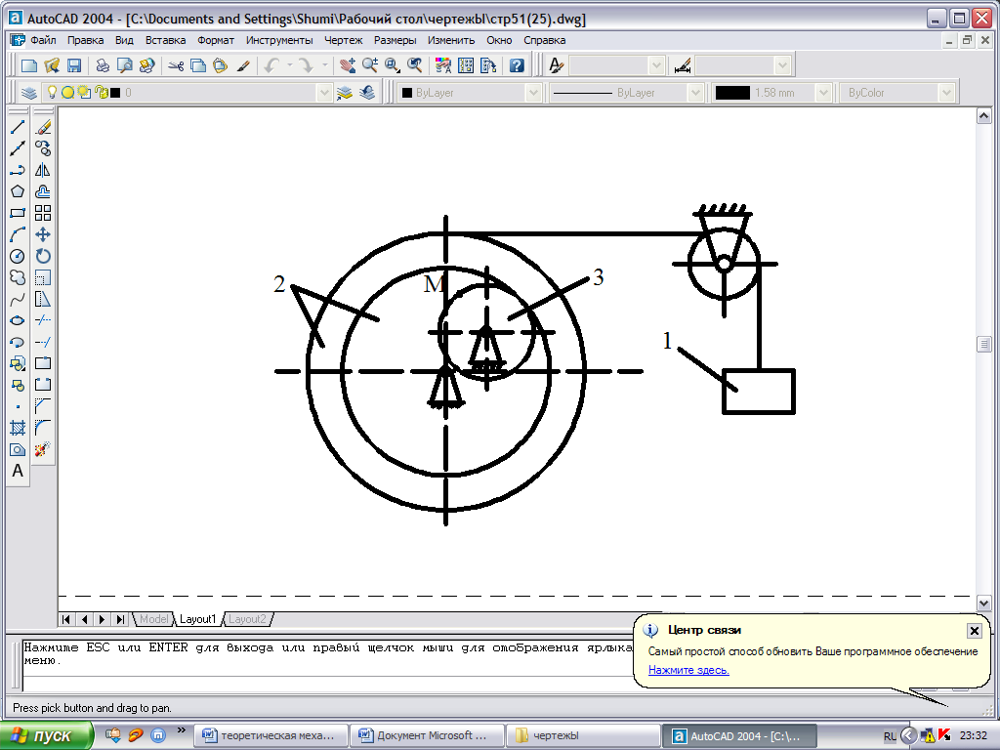 AutoCAD 2004 - [C:\Documents and Settings\Shumi\Рабочий стол\чертежЫ\стр51(25).dwg]
Файл Правка Вид Вставка Формат Инструменты Чертеж Размеры Изменить Окно Справка
0 ByLayer ByLayer 1.58 mm ByColor
A
2
M
3
1
Model Layout1 Layout2
Нажмите ESC или ENTER для выхода или правый щелчок мыши для отображения ярлыка
меню.
Центр связи
Самый простой способ обновить Ваше программное обеспечение
Нажмите здесь.
Press pick button and drag to pan.
пуск » теоретическая меха... Документ Microsoft ... чертежЫ AutoCAD 2004 - [C:\... RU 23:32